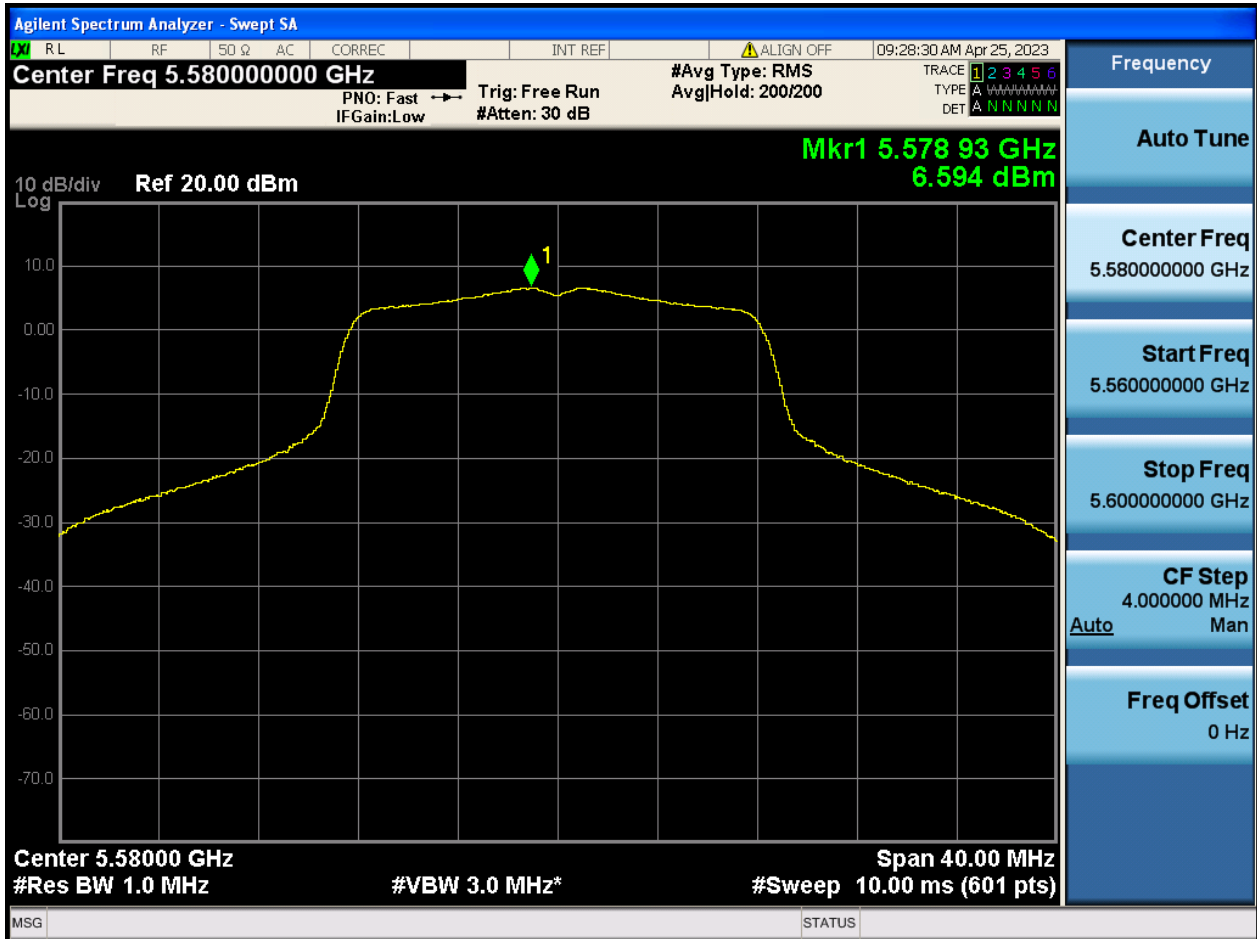 Agilent Spectrum Analyzer - Swept SA
LXI RL RF 50 Ω AC CORREC INT REF ALIGN OFF 09:28:30 AM Apr 25, 2023
Center Freq 5.580000000 GHz
PNO: Fast
IFGain:Low
Trig: Free Run
#Atten: 30 dB
#Avg Type: RMS
Avg|Hold: 200/200
TRACE 1 2 3 4 5 6
TYPE A WWWWW
DET A N N N N N
Mkr1 5.578 93 GHz
6.594 dBm
10 dB/div Ref 20.00 dBm
Log
1
10.0
0.00
-10.0
-20.0
-30.0
-40.0
-50.0
-60.0
-70.0
Center 5.58000 GHz Span 40.00 MHz
#Res BW 1.0 MHz #VBW 3.0 MHz* #Sweep 10.00 ms (601 pts)
MSG STATUS
Frequency
Auto Tune
Center Freq
5.580000000 GHz
Start Freq
5.560000000 GHz
Stop Freq
5.600000000 GHz
CF Step
4.000000 MHz
Auto Man
Freq Offset
0 Hz